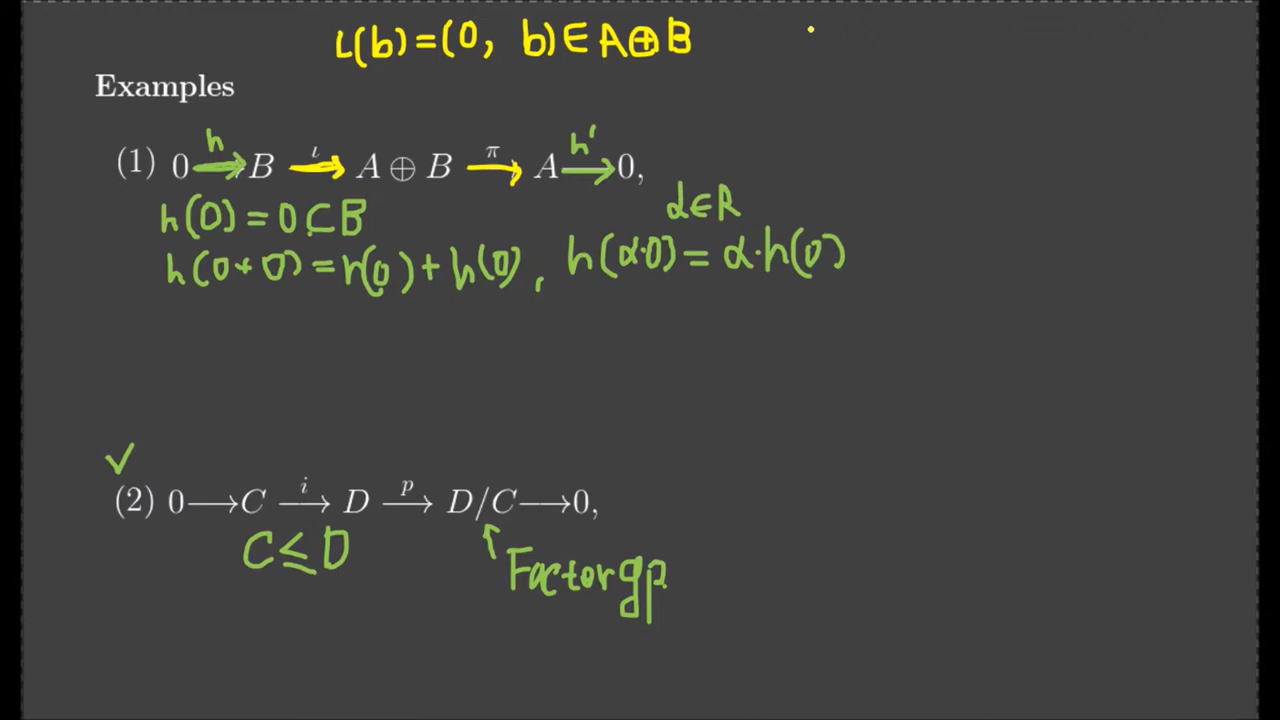 ι(b)=(0, b)∈A⊕B
Examples
(1) 0 →^h B →^ι A ⊕ B →^π A →^h' 0,
h(0)=0⊂B
α∈R
h(0+0)=h(0)+h(0), h(α·0)=α·h(0)
✓
(2) 0 ⟶ C →^i D →^p D/C ⟶ 0,
C≤D
↑
Factor gp